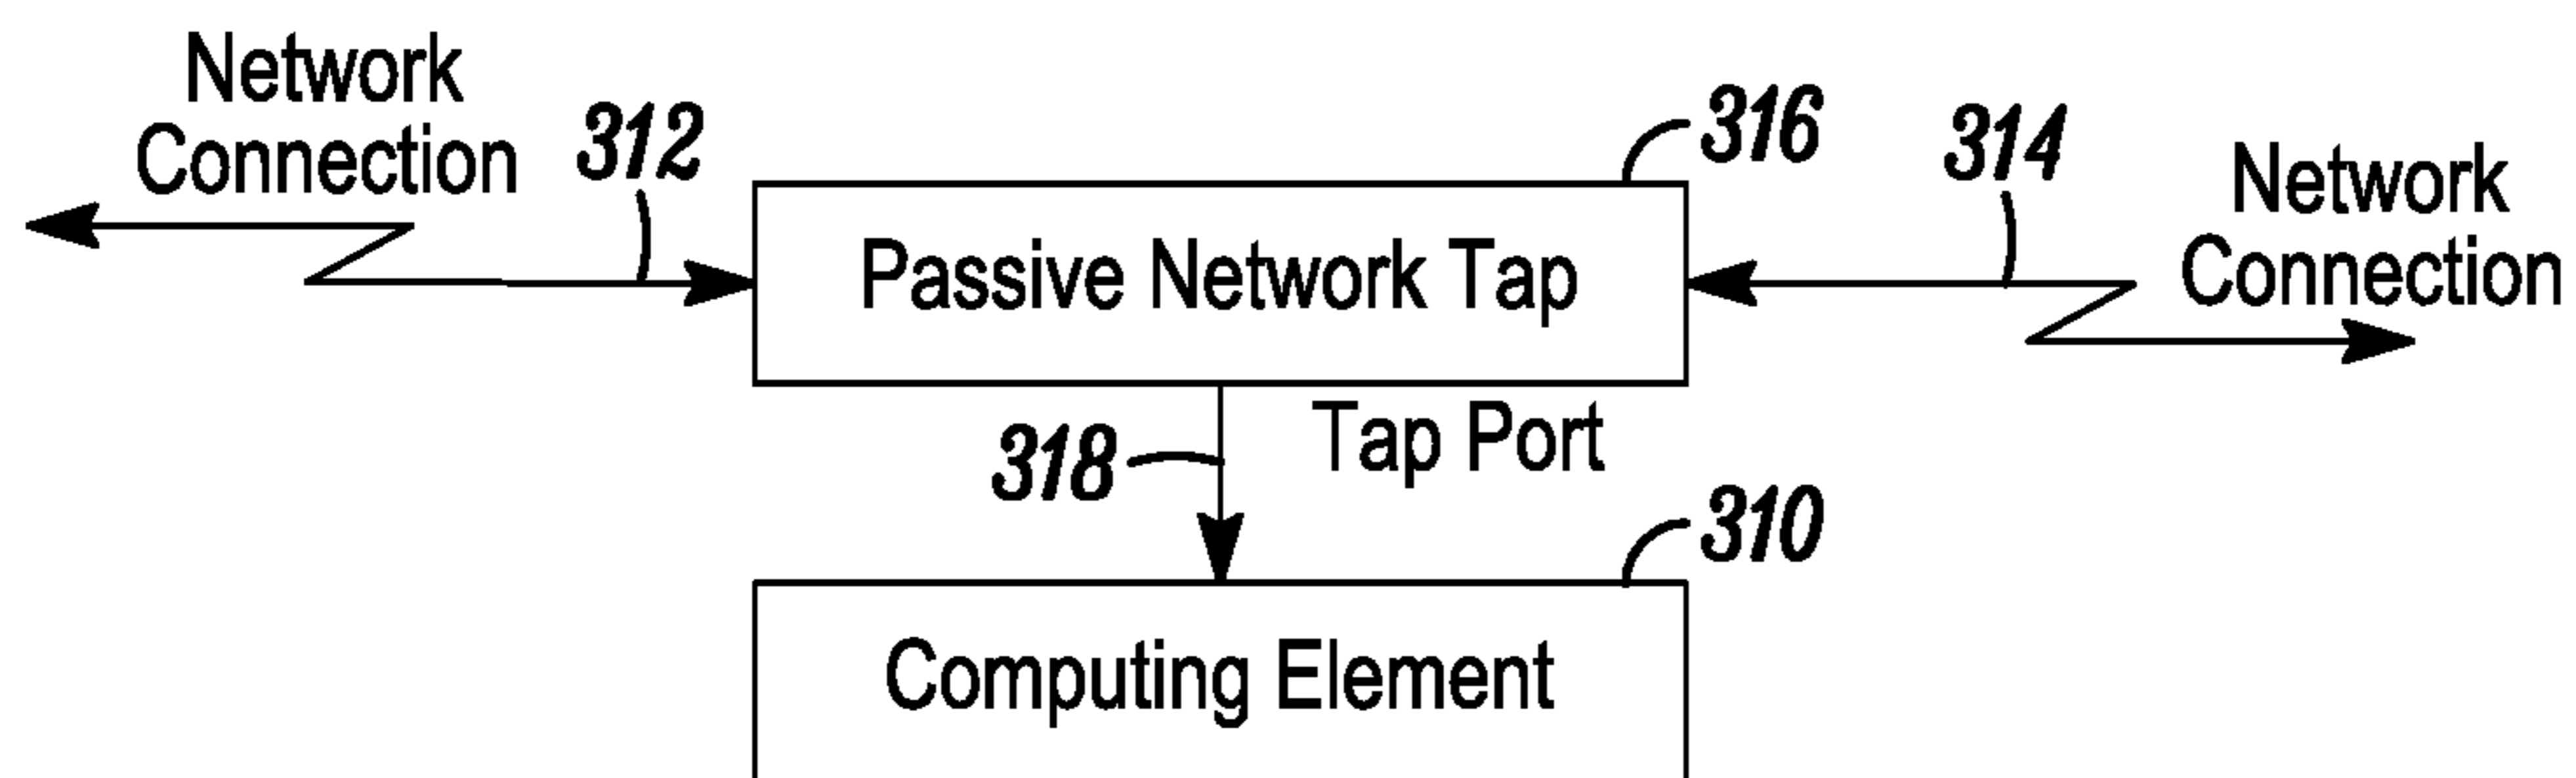 Network
Connection
312
316
314
Network
Connection
Passive Network Tap
318
Tap Port
310
Computing Element